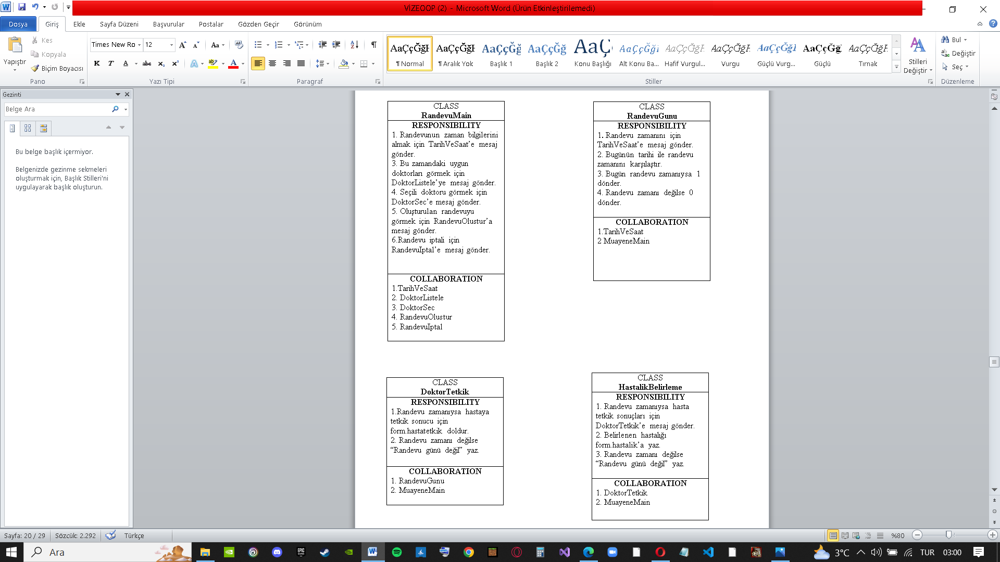 VİZEOOP (2) - Microsoft Word (Ürün Etkinleştirilemedi)
Dosya
Giriş
Ekle
Sayfa Düzeni
Başvurular
Postalar
Gözden Geçir
Görünüm
Yapıştır
Kes
Kopyala
Biçim Boyacısı
Pano
Times New Ro
12
Yazı Tipi
Paragraf
AaÇçĞğH
¶ Normal
AaÇçĞğH
¶ Aralık Yok
AaÇçĞğ
Başlık 1
AaÇçĞğ
Başlık 2
AaÇ
Konu Başlığı
AaÇçĞğI
Alt Konu Ba...
AaÇçĞğH
Hafif Vurgul...
AaÇçĞğH
Vurgu
AaÇçĞğI
Güçlü Vurg...
AaÇçĞğ
Güçlü
AaÇçĞğH
Tırnak
Stiller
Stilleri
Değiştir
Bul
Değiştir
Seç
Düzenleme
Gezinti
Belge Ara
Bu belge başlık içermiyor.
Belgenizde gezinme sekmeleri
oluşturmak için, Başlık Stilleri'ni
uygulayarak başlık oluşturun.
CLASS
RandevuMain
RESPONSIBILITY
1. Randevunun zaman bilgilerini
almak için TarihVeSaat’e mesaj
gönder.
3. Bu zamandaki uygun
doktorları görmek için
DoktorListele’ye mesaj gönder.
4. Seçili doktoru görmek için
DoktorSec’e mesaj gönder.
5. Oluşturulan randevuyu
görmek için RandevuOlustur’a
mesaj gönder.
6.Randevu iptali için
RandevuIptal’e mesaj gönder.
COLLABORATION
1.TarihVeSaat
2. DoktorListele
3. DoktorSec
4. RandevuOlustur
5. RandevuIptal
CLASS
RandevuGunu
RESPONSIBILITY
1. Randevu zamanını için
TarihVeSaat’e mesaj gönder.
2. Bugünün tarihi ile randevu
zamanını karşılaştır.
3. Bugün randevu zamanıysa 1
dönder.
4. Randevu zamanı değilse 0
dönder.
COLLABORATION
1.TarihVeSaat
2 MuayeneMain
CLASS
DoktorTetkik
RESPONSIBILITY
1.Randevu zamanıysa hastaya
tetkik sonucu için
form.hastatetkik doldur.
2. Randevu zamanı değilse
“Randevu günü değil” yaz.
COLLABORATION
1. RandevuGunu
2. MuayeneMain
CLASS
HastalikBelirleme
RESPONSIBILITY
1. Randevu zamanıysa hasta
tetkik sonuçları için
DoktorTetkik’e mesaj gönder.
2. Belirlenen hastalığı
form.hastalik’a yaz.
3. Randevu zamanı değilse
“Randevu günü değil” yaz.
COLLABORATION
1. DoktorTetkik
2. MuayeneMain
Sayfa: 20 / 29
Sözcük: 2.292
Türkçe
%80
Ara
3°C
TUR
03:00